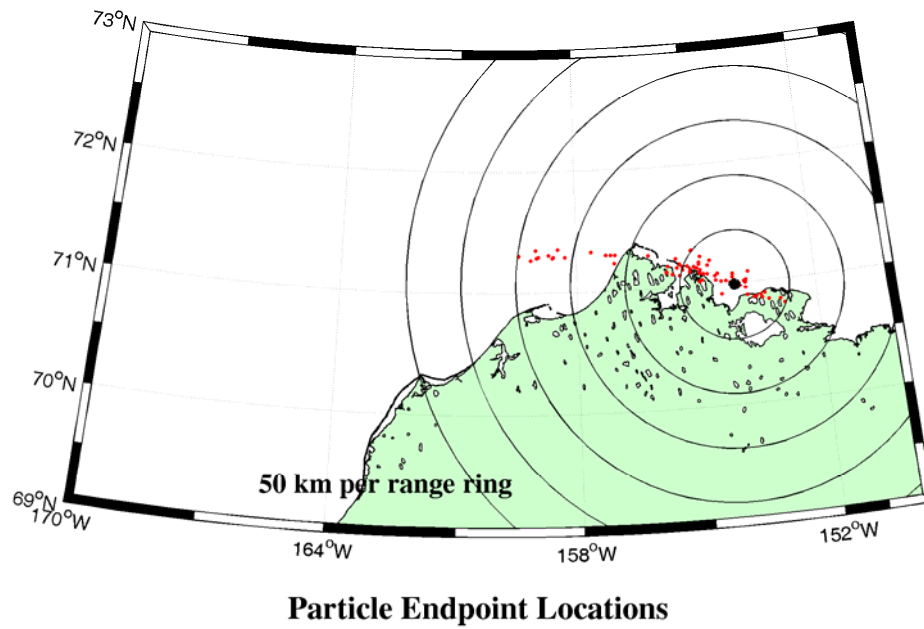 73°N
72°N
71°N
70°N
69°N
170°W
164°W
158°W
152°W
50 km per range ring
Particle Endpoint Locations